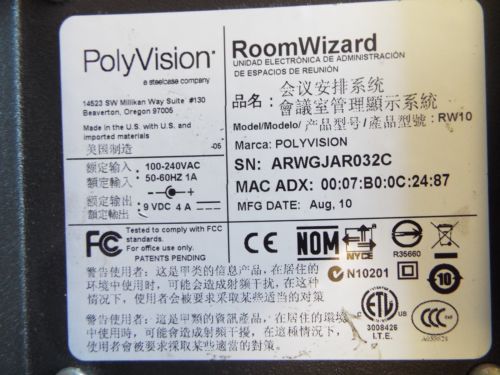 PolyVision
a steelcase company
14523 SW Millikan Way Suite #130
Beaverton, Oregon 97005
Made in the U.S. with U.S. and
imported materials
美国制造 -05
额定输入 : 100-240VAC
額定輸入 : 50-60HZ 1A
额定输出 :
額定輸出 : 9 VDC 4 A
FCC Tested to comply with FCC
standards.
For office use only.
PATENTS PENDING
RoomWizard
UNIDAD ELECTRÓNICA DE ADMINISTRACIÓN
DE ESPACIOS DE REUNIÓN
品名 : 会议安排系统
會議室管理顯示系統
Model/Modelo/ 产品型号/產品型號: RW10
Marca: POLYVISION
SN: ARWGJAR032C
MAC ADX: 00:07:B0:0C:24:87
MFG DATE: Aug, 10
CE NOM NYCE R35660
N10201 10
警告使用者: 这是甲类的信息产品, 在居住的
环境中使用时, 可能会造成射频干扰, 在这种
情况下, 使用者会被要求采取某些适当的对策
警告使用者: 這是甲類的資訊產品, 在居住的環境
中使用時, 可能會造成射頻干擾, 在這種情況下,
使用者會被要求採取某些適當的對策
ETL
3008426
I.T.E.
CCC